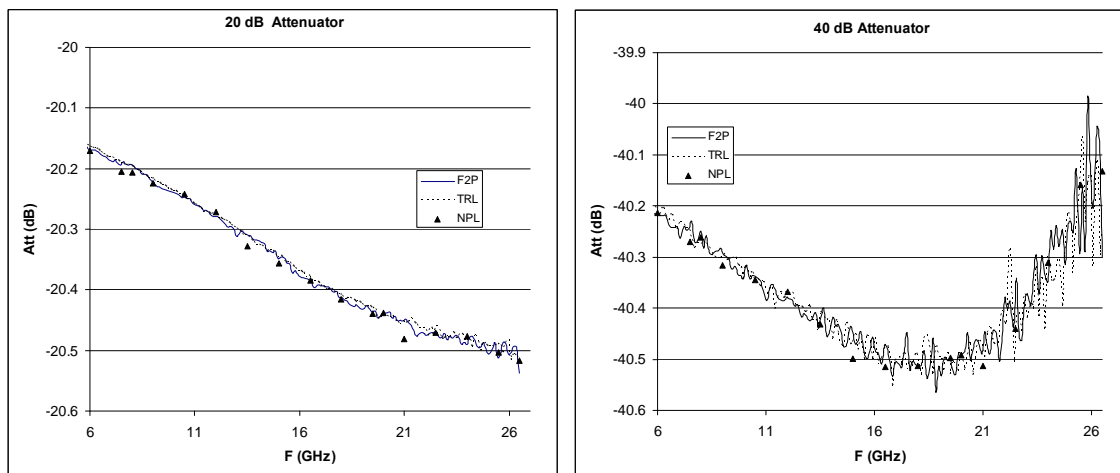 20 dB Attenuator
-20
-20.1
-20.2
-20.3
-20.4
-20.5
-20.6
Att (dB)
F2P
TRL
NPL
6 11 16 21 26
F (GHz)
40 dB Attenuator
-39.9
-40
-40.1
-40.2
-40.3
-40.4
-40.5
-40.6
Att (dB)
F2P
TRL
NPL
6 11 16 21 26
F (GHz)